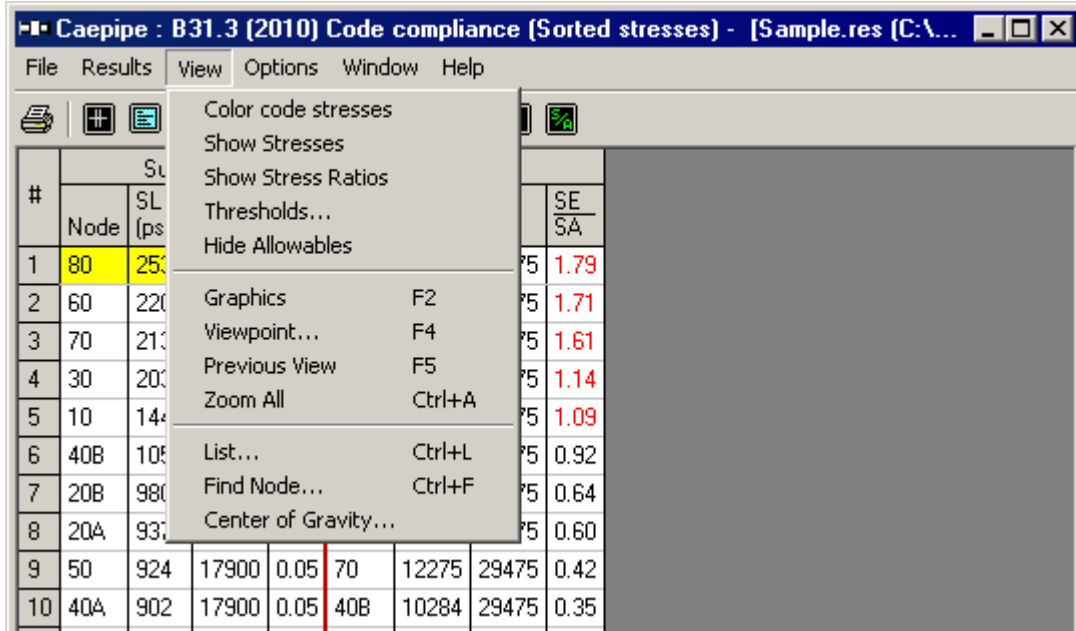 Caepipe : B31.3 (2010) Code compliance (Sorted stresses) - [Sample.res (C:\...
File Results View Options Window Help
Color code stresses
Show Stresses
Show Stress Ratios
Thresholds...
Hide Allowables
Graphics F2
Viewpoint... F4
Previous View F5
Zoom All Ctrl+A
List... Ctrl+L
Find Node... Ctrl+F
Center of Gravity...
# Node SL SE
SA
1 80 1.79
2 60 1.71
3 70 1.61
4 30 1.14
5 10 1.09
6 40B 0.92
7 20B 0.64
8 20A 0.60
9 50 924 17900 0.05 70 12275 29475 0.42
10 40A 902 17900 0.05 40B 10284 29475 0.35